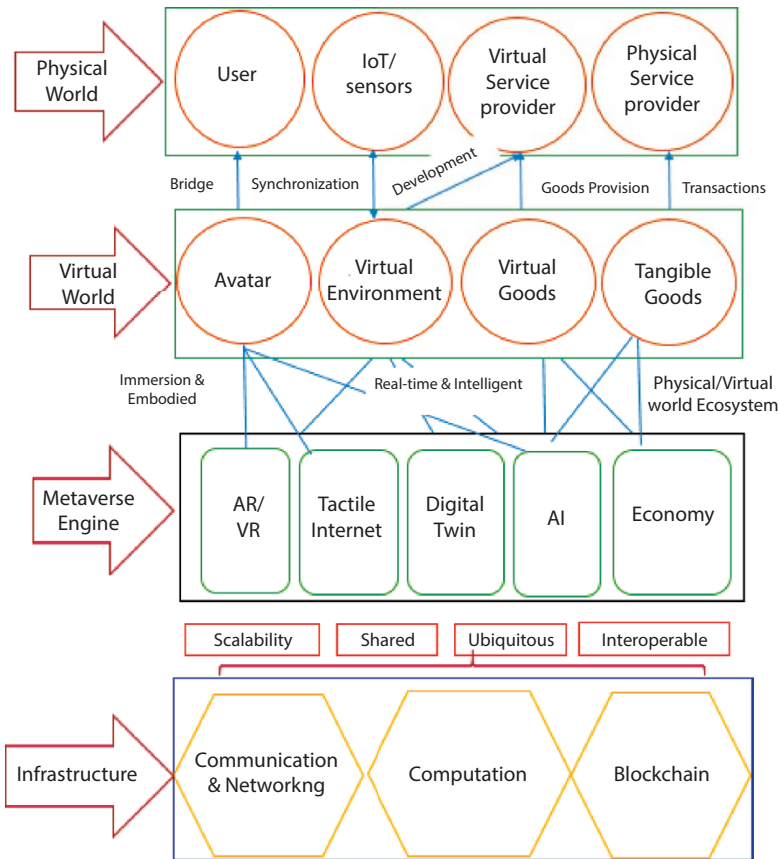 Physical
World
User
IoT/
sensors
Virtual
Service
provider
Physical
Service
provider
Bridge
Synchronization
Development
Goods Provision
Transactions
Virtual
World
Avatar
Virtual
Environment
Virtual
Goods
Tangible
Goods
Immersion &
Embodied
Real-time & Intelligent
Physical/Virtual
world Ecosystem
Metaverse
Engine
AR/
VR
Tactile
Internet
Digital
Twin
AI
Economy
Scalability
Shared
Ubiquitous
Interoperable
Infrastructure
Communication
& Networkng
Computation
Blockchain